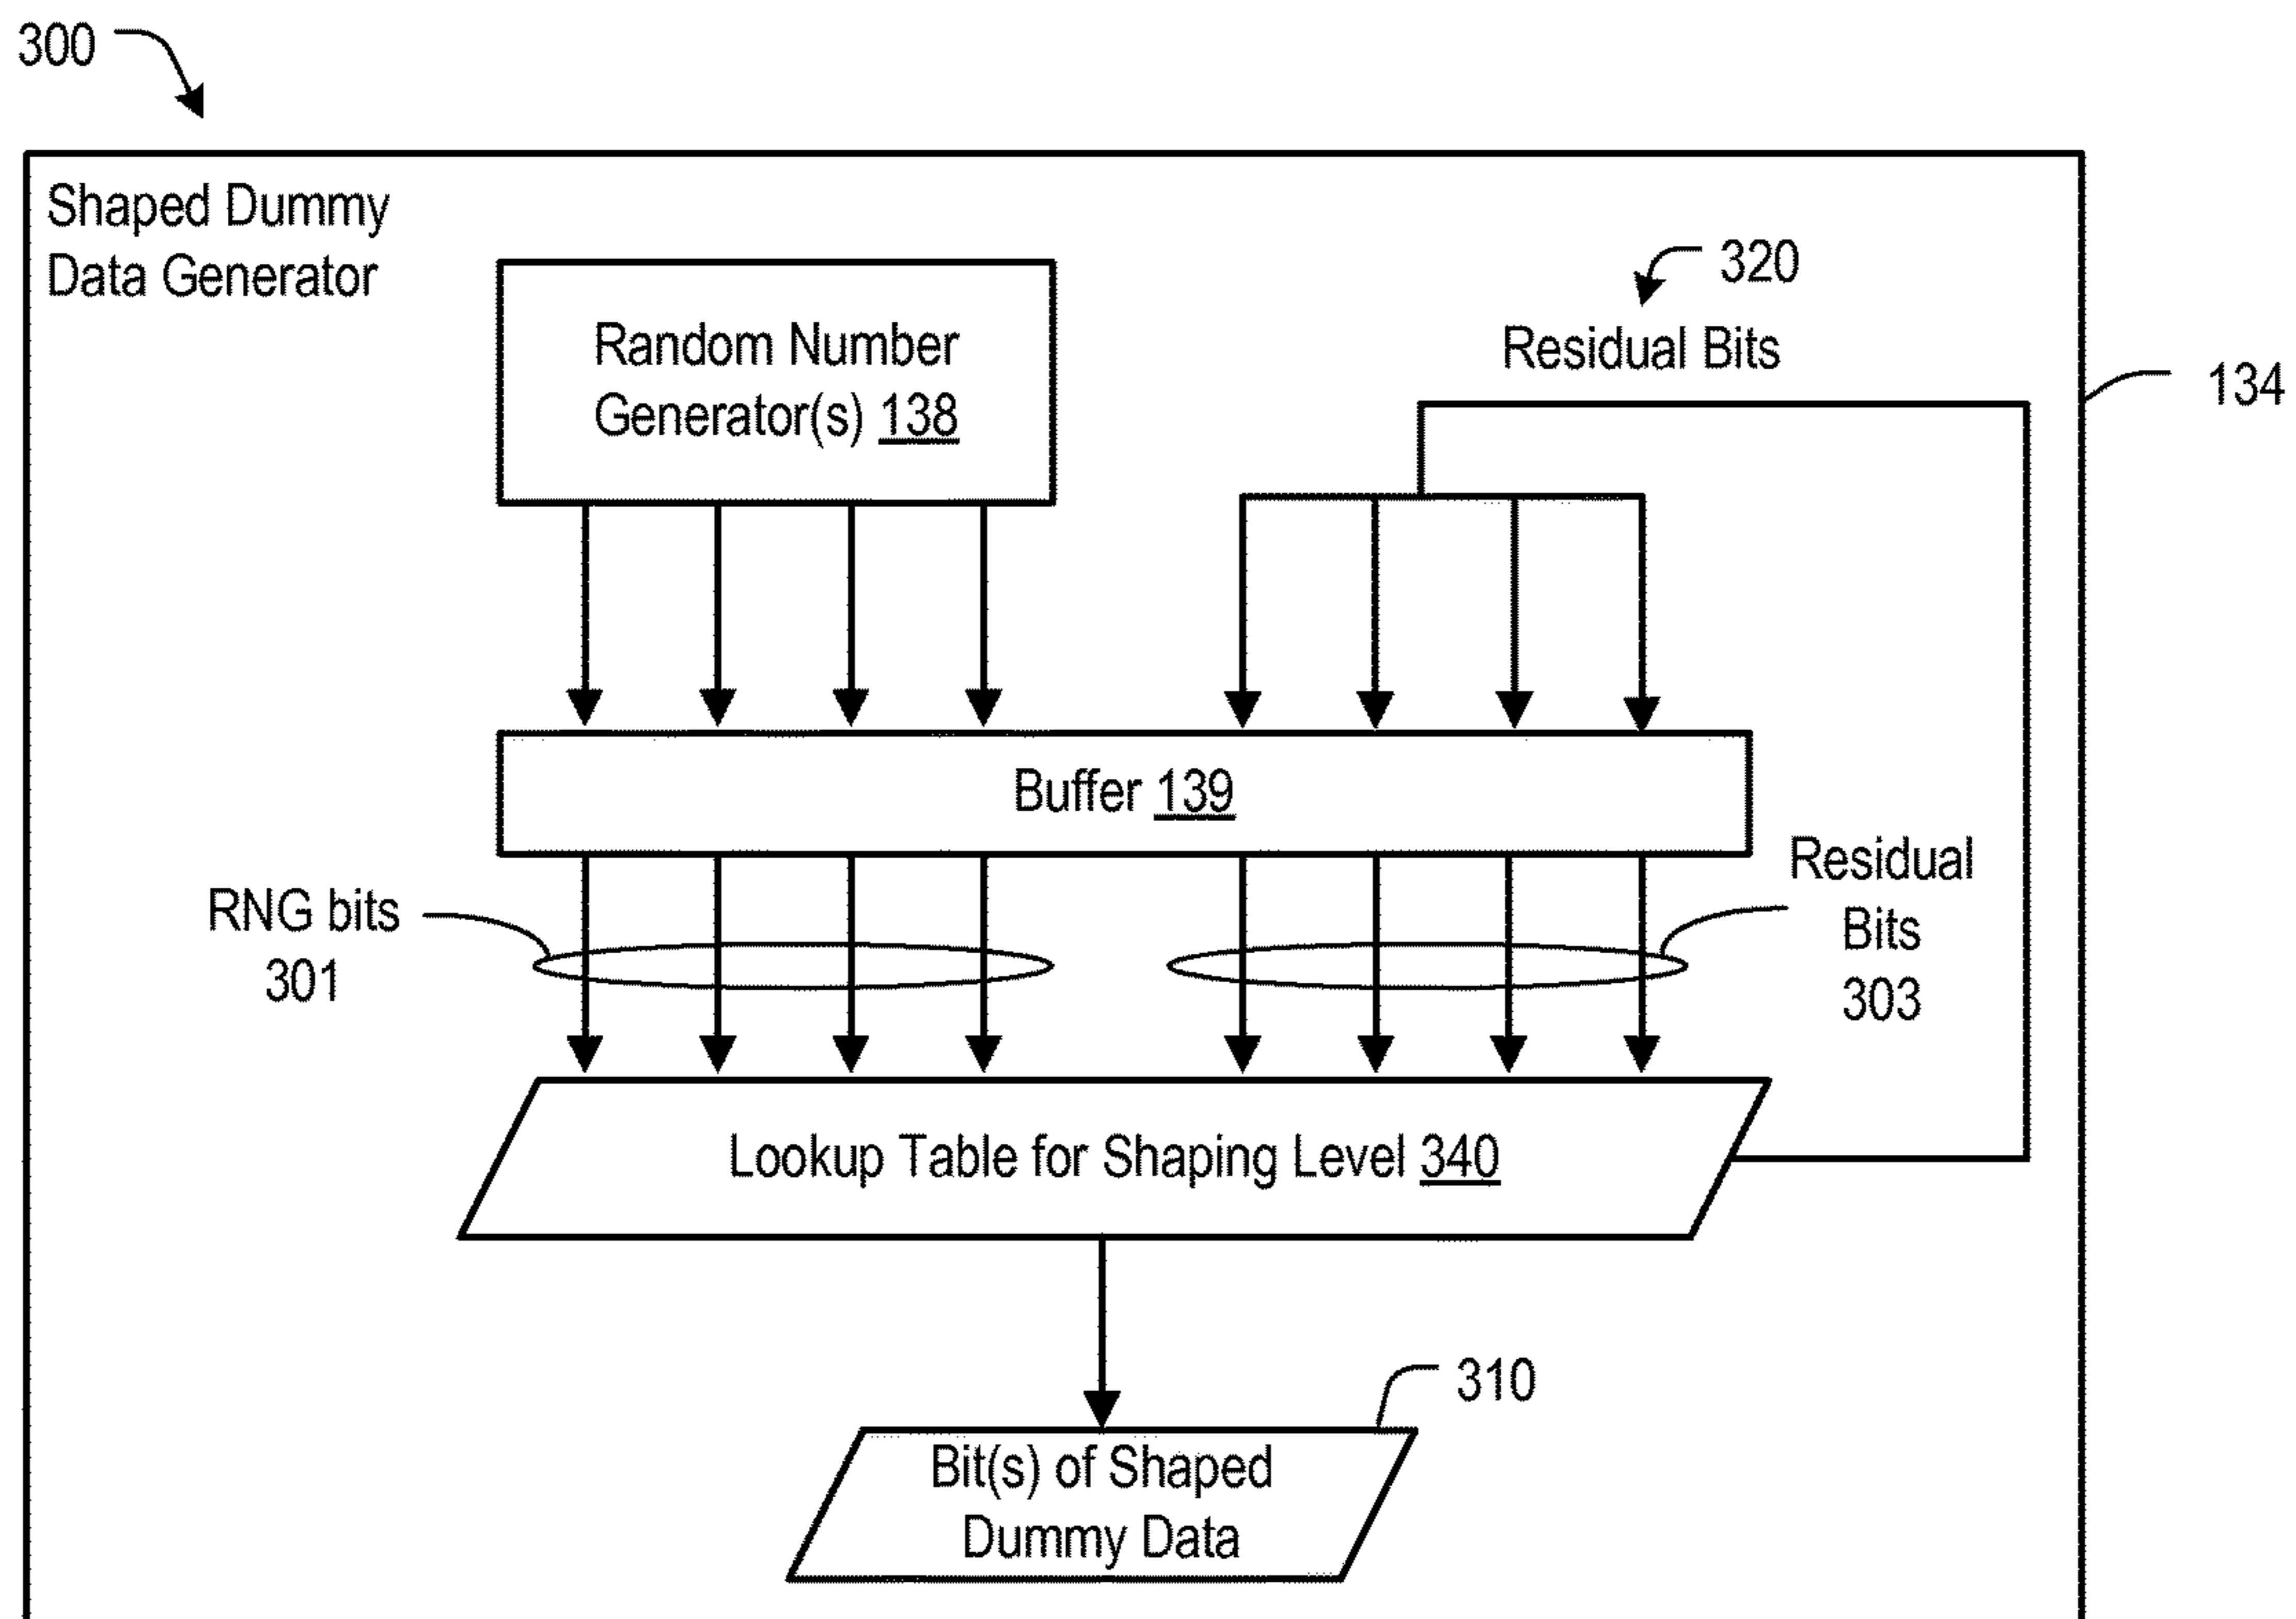 300
Shaped Dummy
Data Generator
320
Random Number
Generator(s) 138
Residual Bits
134
Buffer 139
RNG bits
301
Residual
Bits
303
Lookup Table for Shaping Level 340
310
Bit(s) of Shaped
Dummy Data